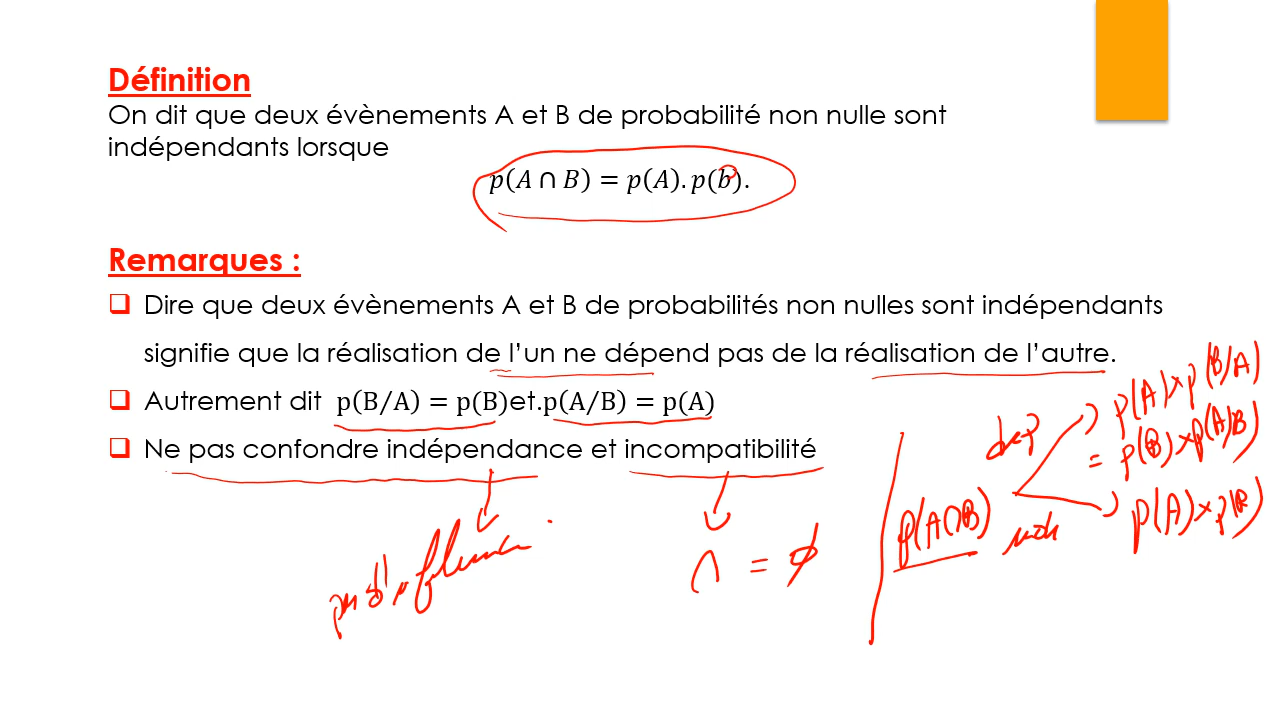 Définition
On dit que deux évènements A et B de probabilité non nulle sont
indépendants lorsque
p(A ∩ B) = p(A). p(b).
Remarques :
Dire que deux évènements A et B de probabilités non nulles sont indépendants
signifie que la réalisation de l'un ne dépend pas de la réalisation de l'autre.
Autrement dit p(B/A) = p(B)et.p(A/B) = p(A)
Ne pas confondre indépendance et incompatibilité
∩ = ϕ
p(A∩B)
dep
p(A)×p(B/A)
= p(B)×p(A/B)
non
p(A)×p(B)